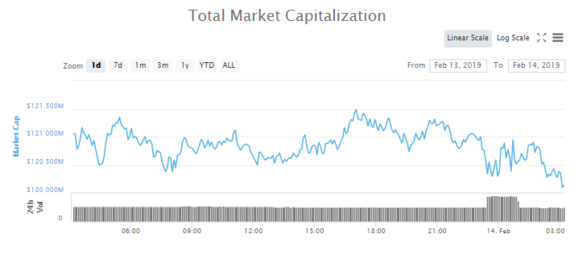 Total Market Capitalization
Linear Scale Log Scale
Zoom 1d 7d 1m 3m 1y YTD ALL From Feb 13, 2019 To Feb 14, 2019
Market Cap
$121 500M
$121 000M
$120 500M
$120 000M
24h Vol
0
06:00 09:00 12:00 15:00 18:00 21:00 14. Feb 03:00